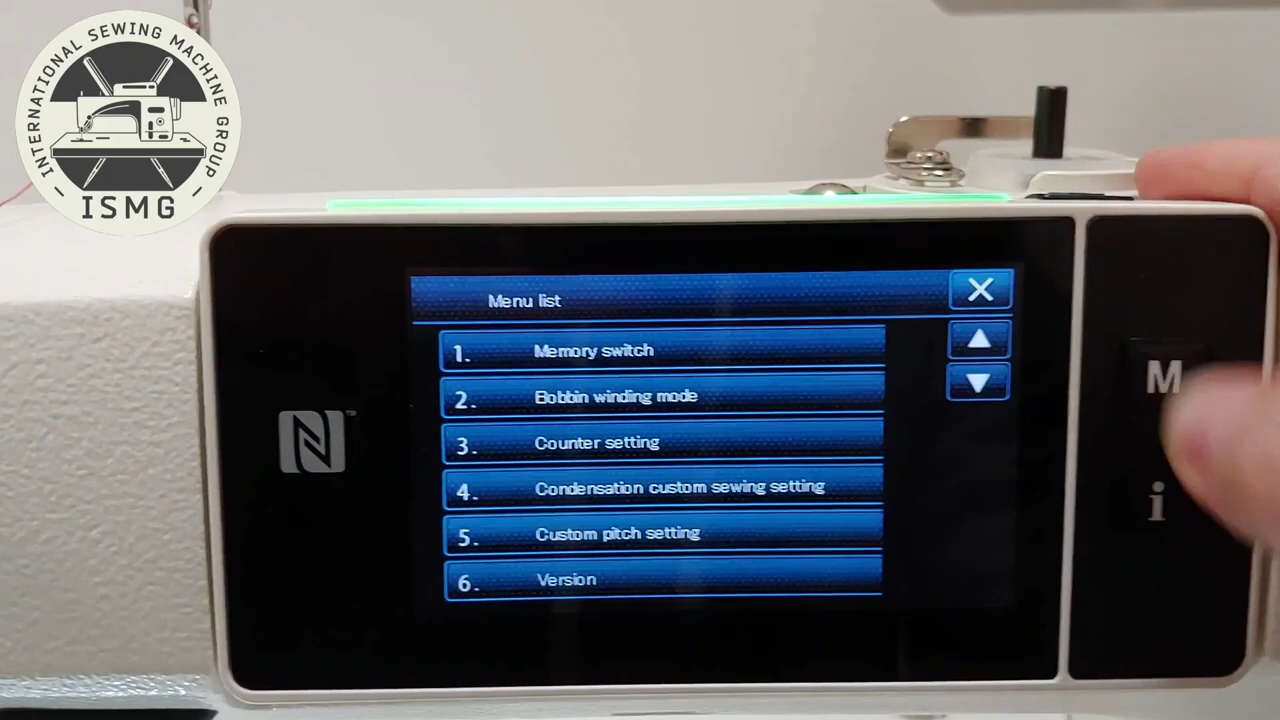 INTERNATIONAL SEWING MACHINE GROUP
ISMG
Menu list
1. Memory switch
2. Bobbin winding mode
3. Counter setting
4. Condensation custom sewing setting
5. Custom pitch setting
6. Version
M
i
N
TM